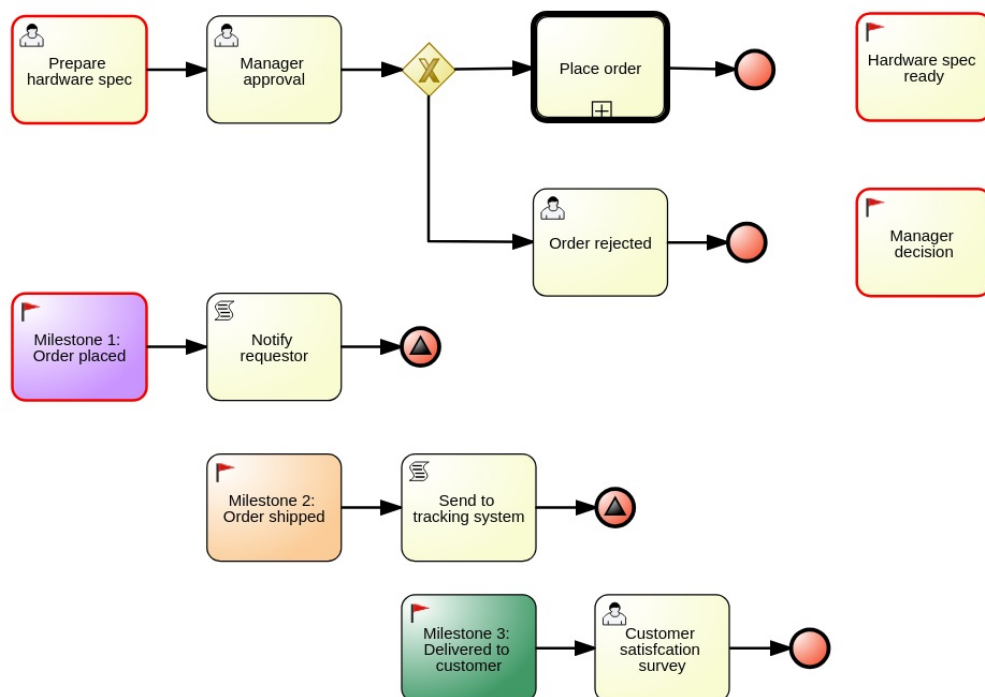 Prepare
hardware spec
Manager
approval
Place order
Hardware spec
ready
Order rejected
Manager
decision
Milestone 1:
Order placed
Notify
requestor
Milestone 2:
Order shipped
Send to
tracking system
Milestone 3:
Delivered to
customer
Customer
satisfcation
survey